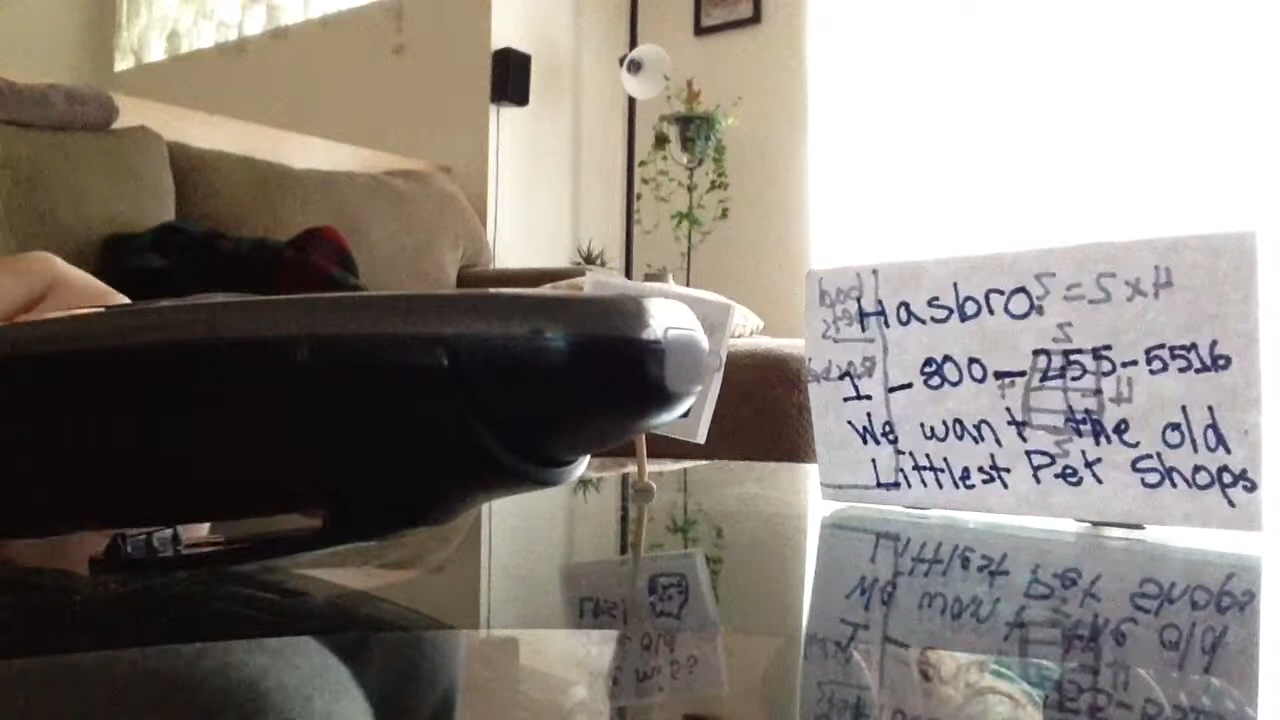 Hasbro.
1-800-255-5516
We want the old
Littlest Pet Shops